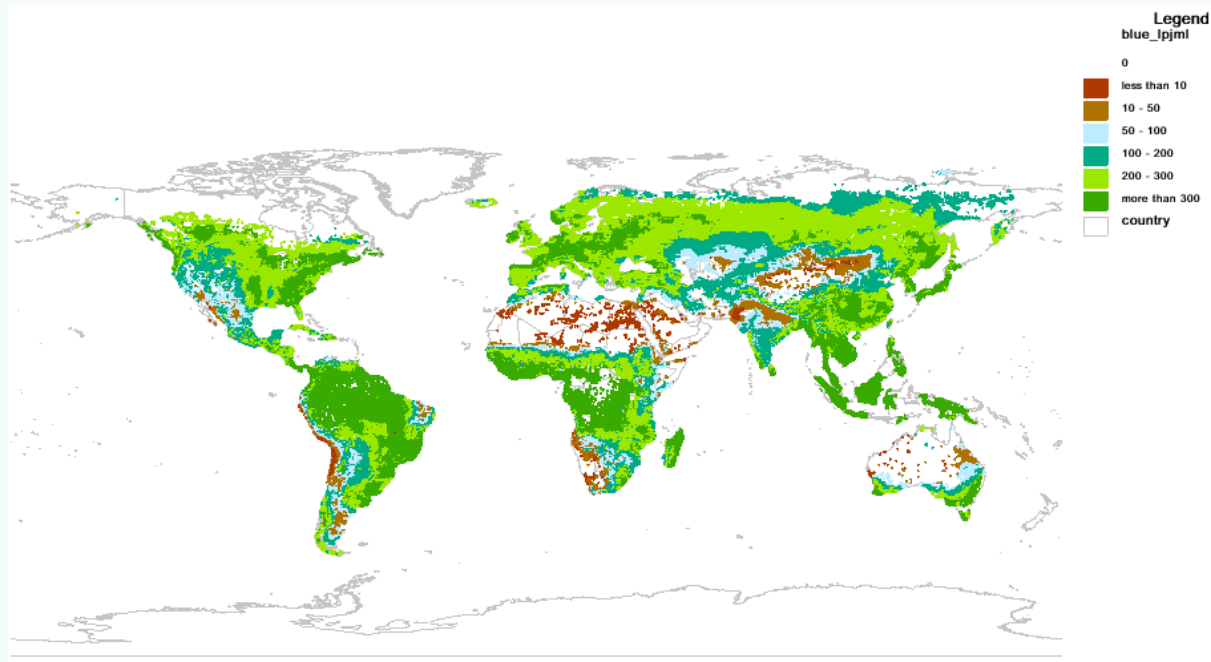 Legend
blue_lpjml
0
less than 10
10 - 50
50 - 100
100 - 200
200 - 300
more than 300
country